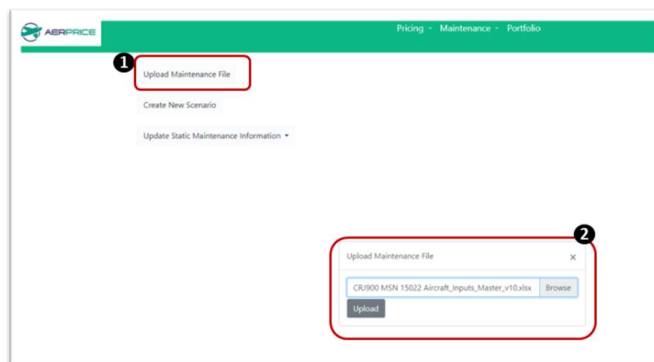 AERPRICE
Pricing Maintenance Portfolio
1
Upload Maintenance File
Create New Scenario
Update Static Maintenance Information
2
Upload Maintenance File ×
CRJ900 MSN 15022 Aircraft_Inputs_Master_v10.xlsx Browse
Upload